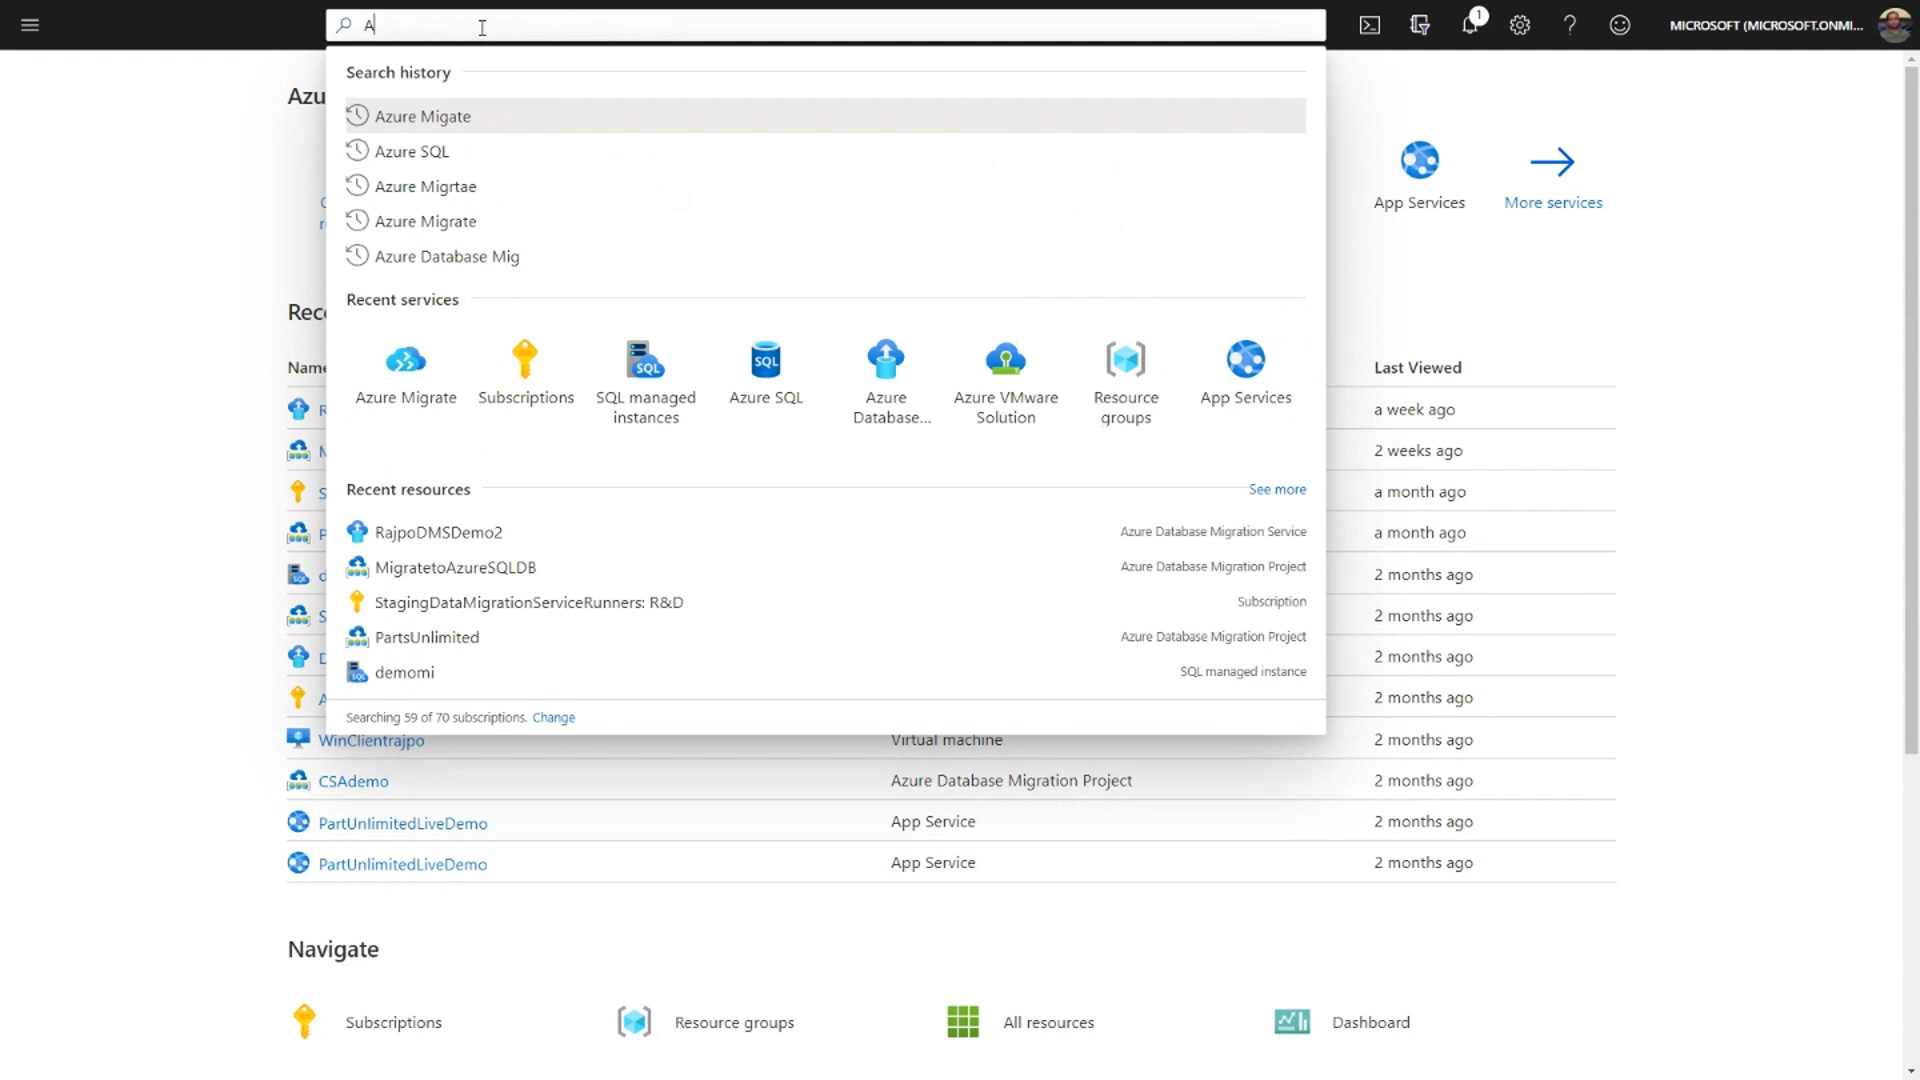 A
1
MICROSOFT (MICROSOFT.ONMI...
Search history
Azu
Azure Migate
Azure SQL
Azure Migrtae
Azure Migrate
Azure Database Mig
App Services
More services
Recent services
Rece
Azure Migrate
Subscriptions
SQL managed
instances
Azure SQL
Azure
Database...
Azure VMware
Solution
Resource
groups
App Services
Name
Last Viewed
a week ago
2 weeks ago
a month ago
a month ago
2 months ago
2 months ago
2 months ago
2 months ago
Recent resources
See more
RajpoDMSDemo2
Azure Database Migration Service
MigratetoAzureSQLDB
Azure Database Migration Project
StagingDataMigrationServiceRunners: R&D
Subscription
PartsUnlimited
Azure Database Migration Project
demomi
SQL managed instance
Searching 59 of 70 subscriptions. Change
WinClientrajpo
Virtual machine
2 months ago
CSAdemo
Azure Database Migration Project
2 months ago
PartUnlimitedLiveDemo
App Service
2 months ago
PartUnlimitedLiveDemo
App Service
2 months ago
Navigate
Subscriptions
Resource groups
All resources
Dashboard